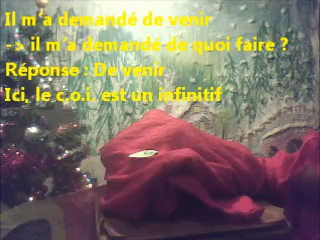 Il m'a demandé de venir
-> il m'a demandé de quoi faire ?
Réponse : De venir
Ici, le c.o.i. est un infinitif